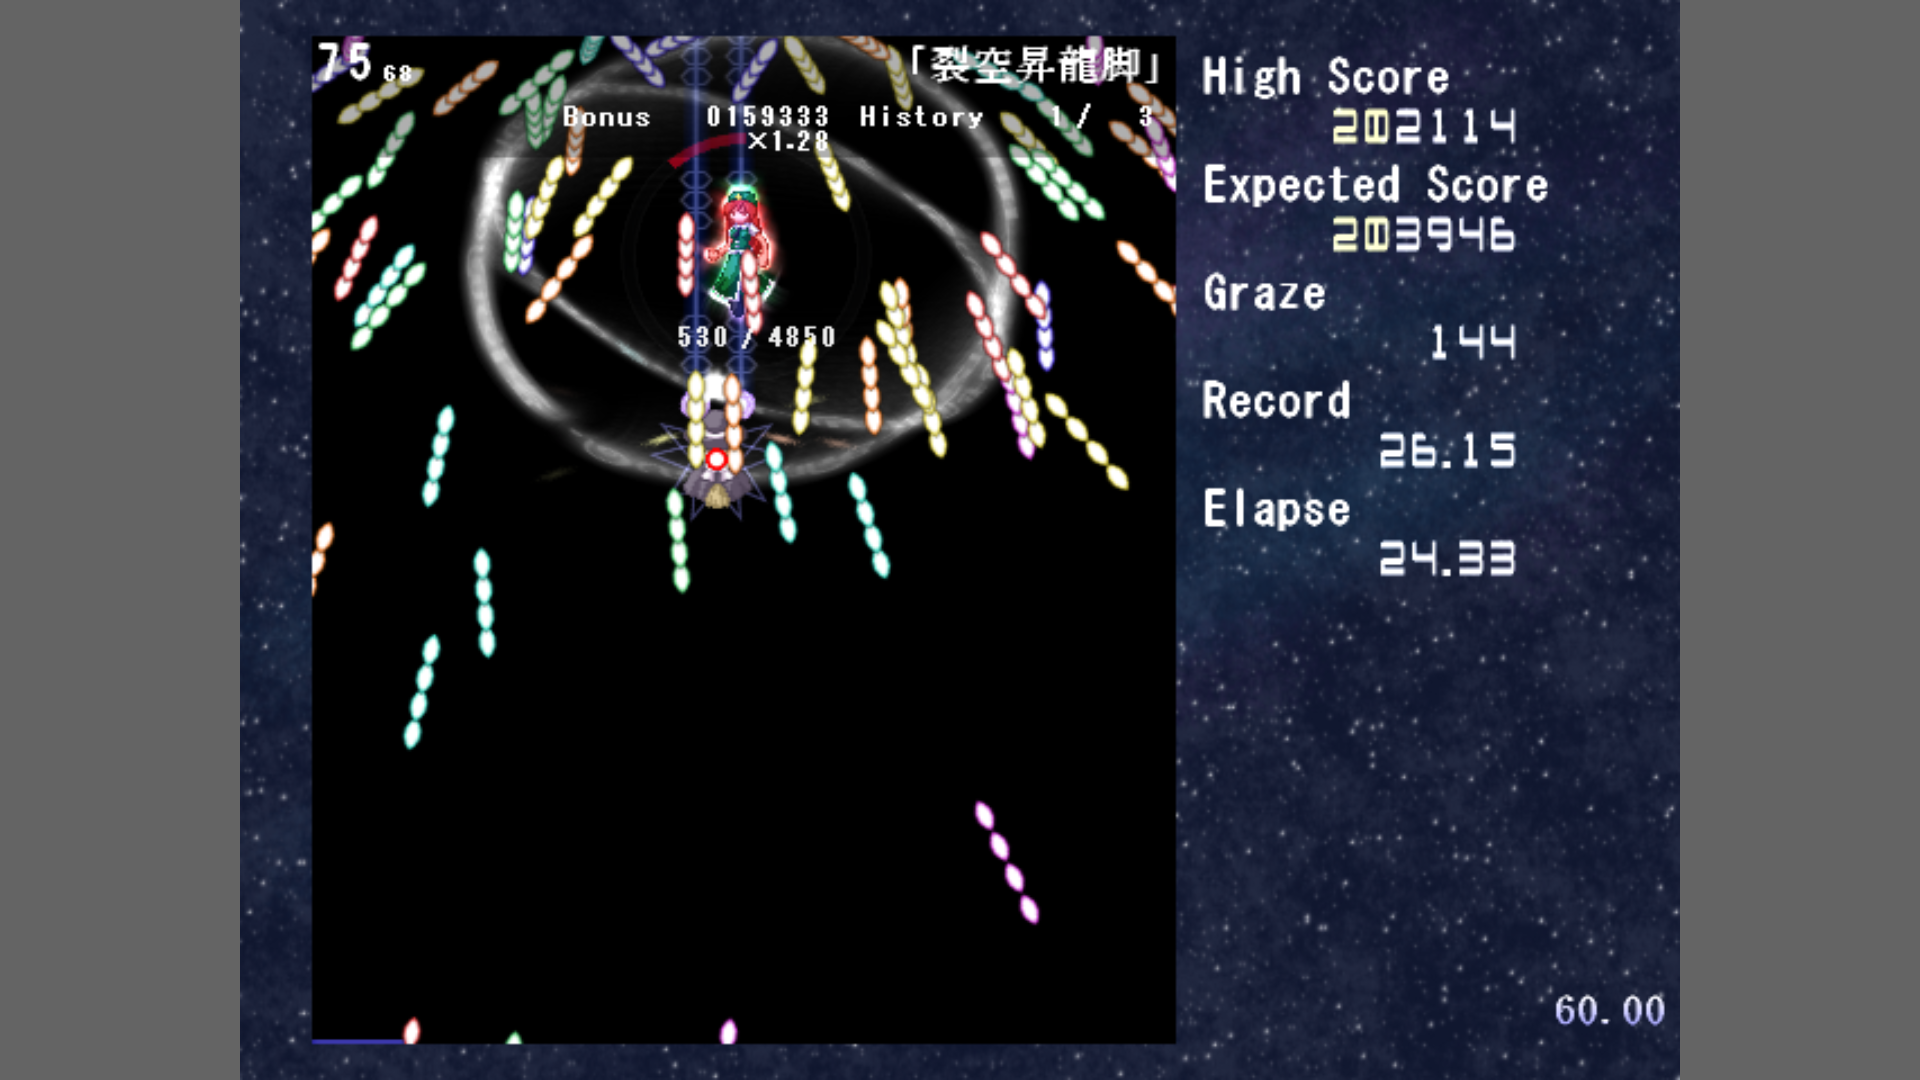 75 68 「裂空昇龍脚」
Bonus 0159333 History 1 / 3
×1.28
530 / 4850
High Score
202114
Expected Score
203946
Graze
144
Record
26.15
Elapse
24.33
60.00